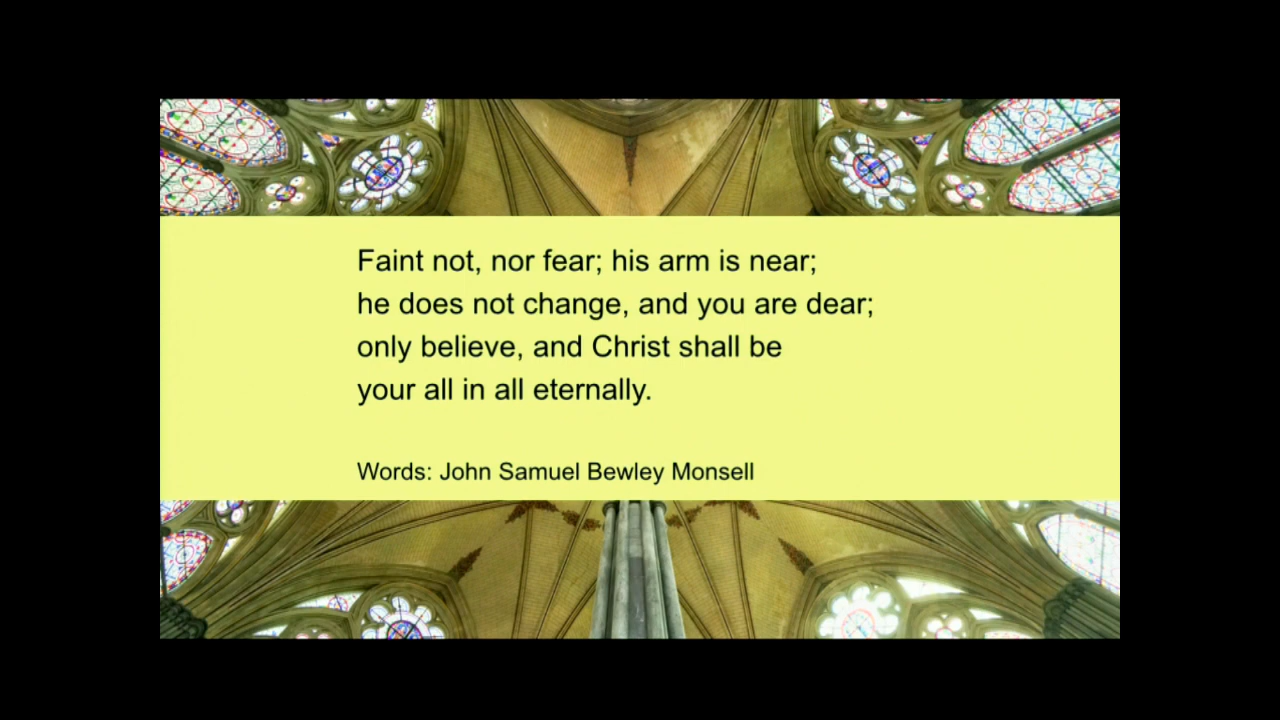 Faint not, nor fear; his arm is near;
he does not change, and you are dear;
only believe, and Christ shall be
your all in all eternally.
Words: John Samuel Bewley Monsell